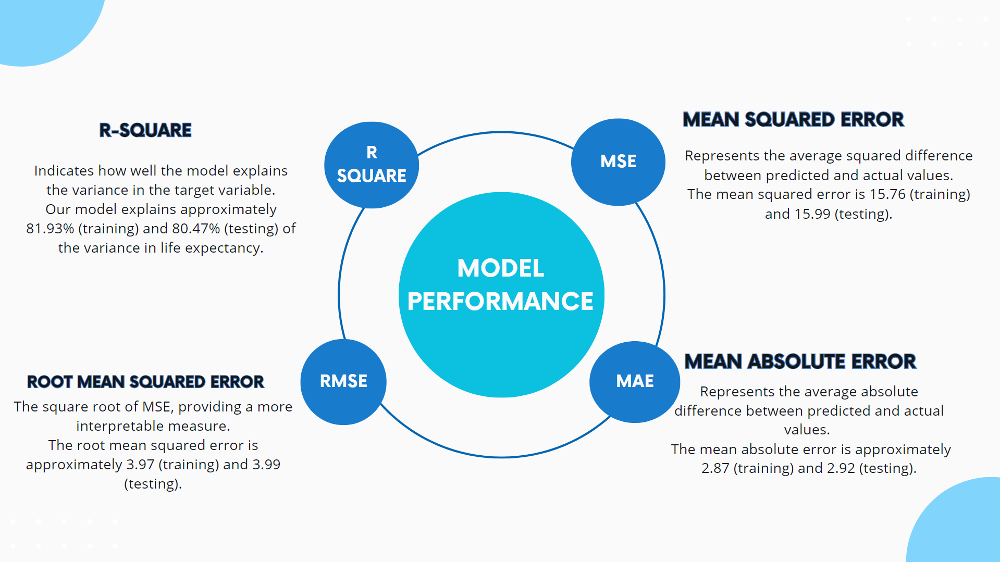 R-SQUARE
Indicates how well the model explains
the variance in the target variable.
Our model explains approximately
81.93% (training) and 80.47% (testing) of
the variance in life expectancy.
R
SQUARE
MSE
MEAN SQUARED ERROR
Represents the average squared difference
between predicted and actual values.
The mean squared error is 15.76 (training)
and 15.99 (testing).
MODEL
PERFORMANCE
ROOT MEAN SQUARED ERROR
The square root of MSE, providing a more
interpretable measure.
The root mean squared error is
approximately 3.97 (training) and 3.99
(testing).
RMSE
MAE
MEAN ABSOLUTE ERROR
Represents the average absolute
difference between predicted and actual
values.
The mean absolute error is approximately
2.87 (training) and 2.92 (testing).